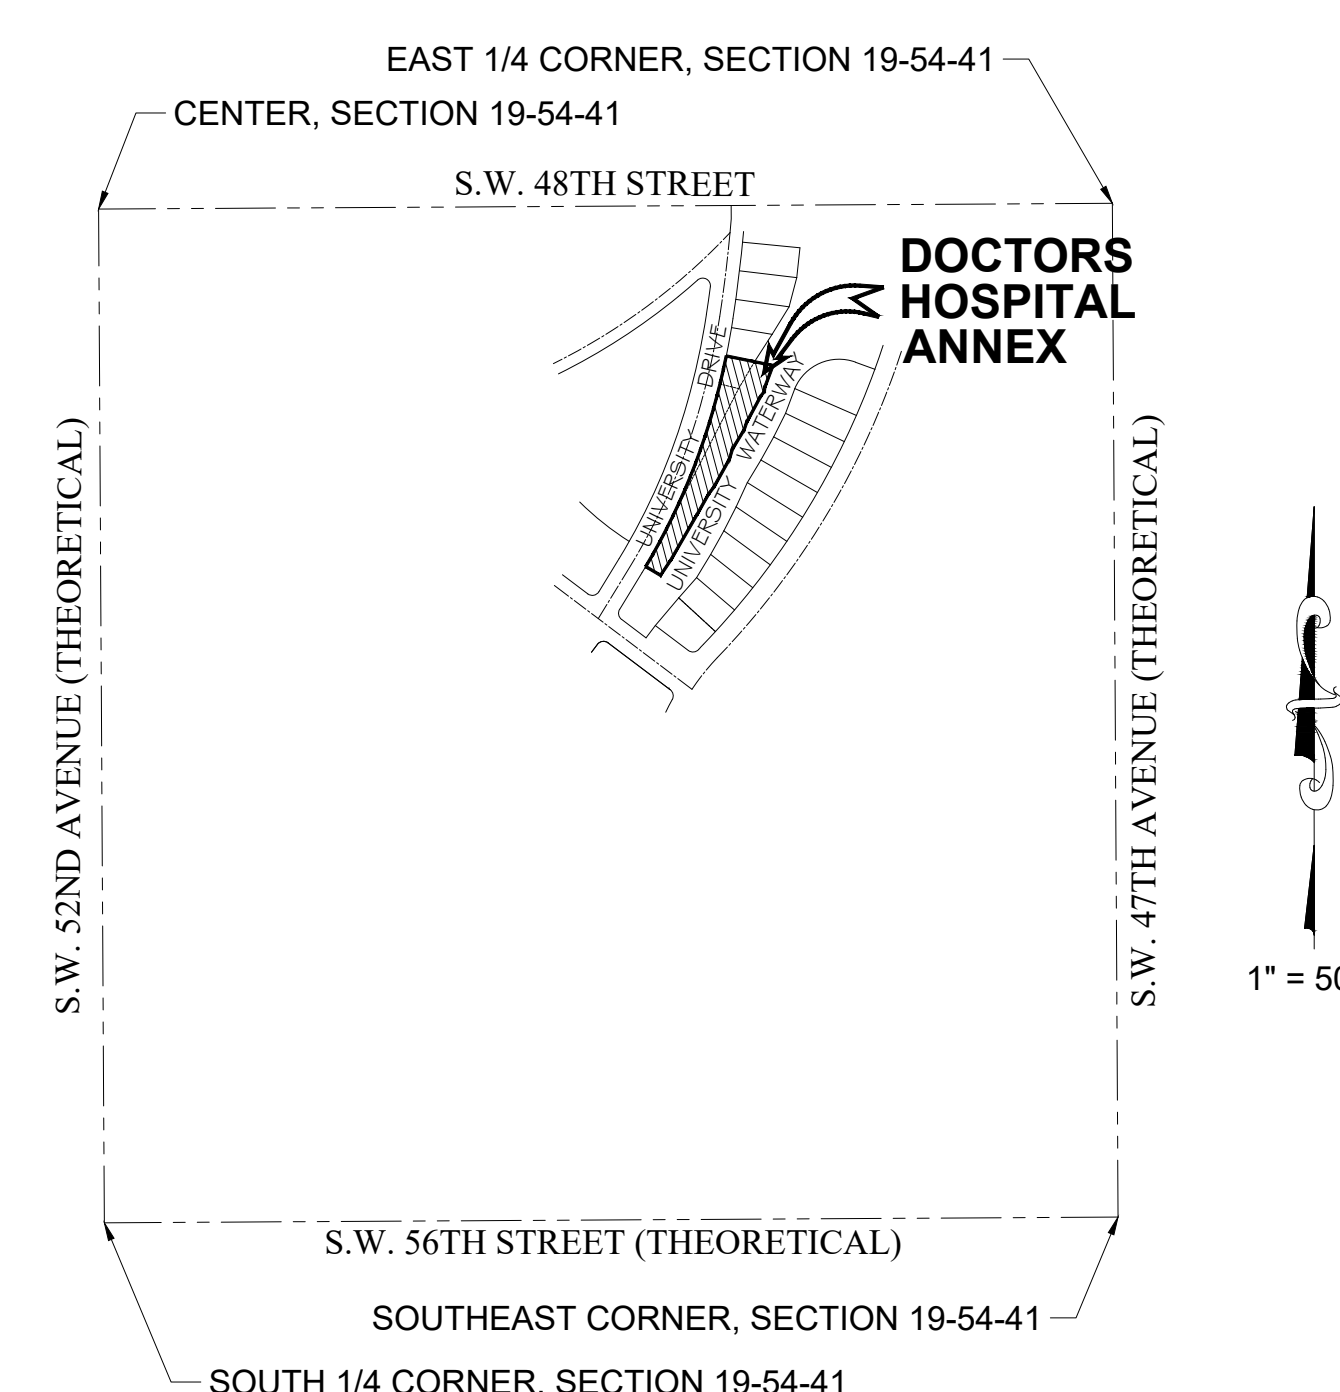 EAST 1/4 CORNER, SECTION 19-54-41
CENTER, SECTION 19-54-41
S.W. 48TH STREET
DOCTORS
HOSPITAL
ANNEX
UNIVERSITY DRIVE
UNIVERSITY WATERWAY
S.W. 52ND AVENUE (THEORETICAL)
S.W. 47TH AVENUE (THEORETICAL)
1" = 50
S.W. 56TH STREET (THEORETICAL)
SOUTHEAST CORNER, SECTION 19-54-41
SOUTH 1/4 CORNER, SECTION 19-54-41